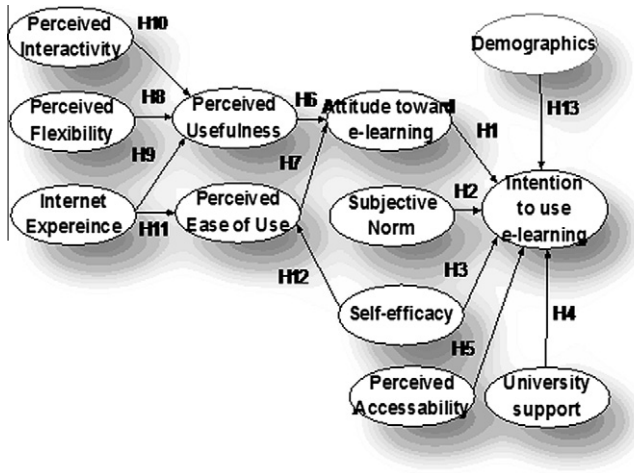 H10
Perceived
Interactivity
Demographics
Perceived
Flexibility
H8
Perceived
Usefulness
H6
Attitude toward
e-learning
H13
H1
H9
H7
Internet
Expereince
H11
Perceived
Ease of Use
Subjective
Norm
H2
Intention
to use
e-learning
H12
H3
Self-efficacy
H4
H5
Perceived
Accessability
University
support